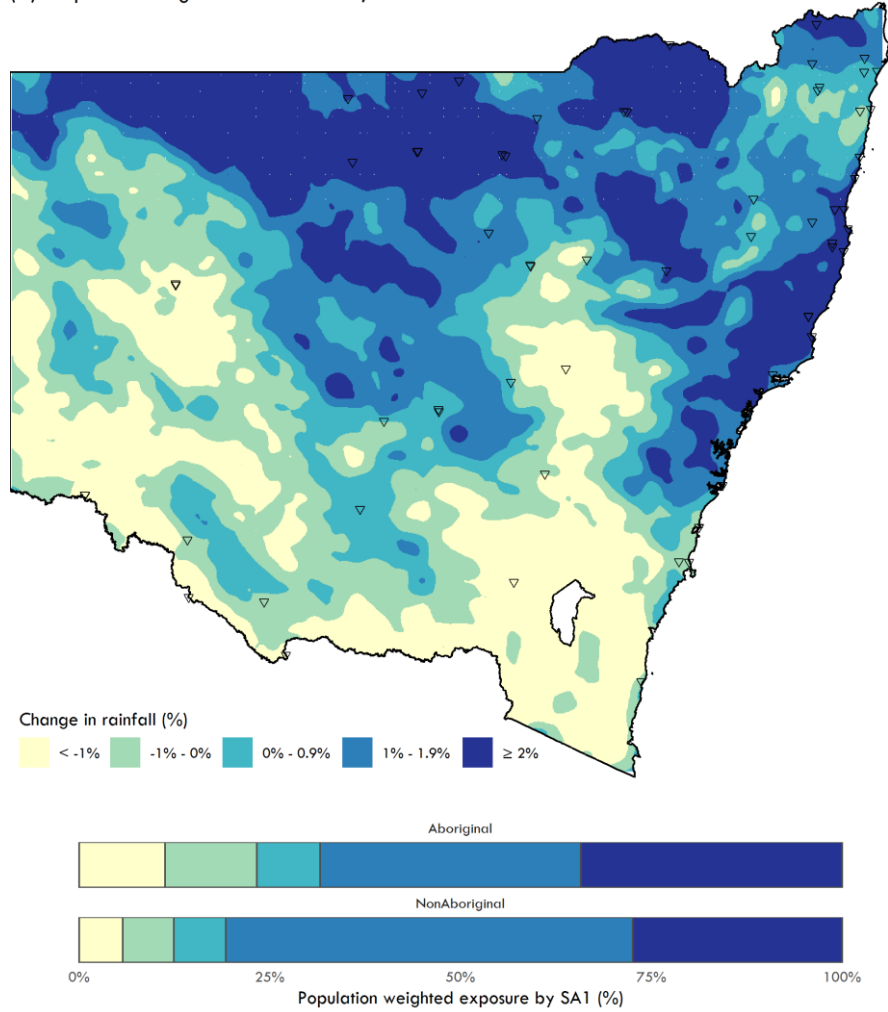 Change in rainfall (%)
< -1% -1% - 0% 0% - 0.9% 1% - 1.9% ≥ 2%
Aboriginal
NonAboriginal
0% 25% 50% 75% 100%
Population weighted exposure by SA1 (%)